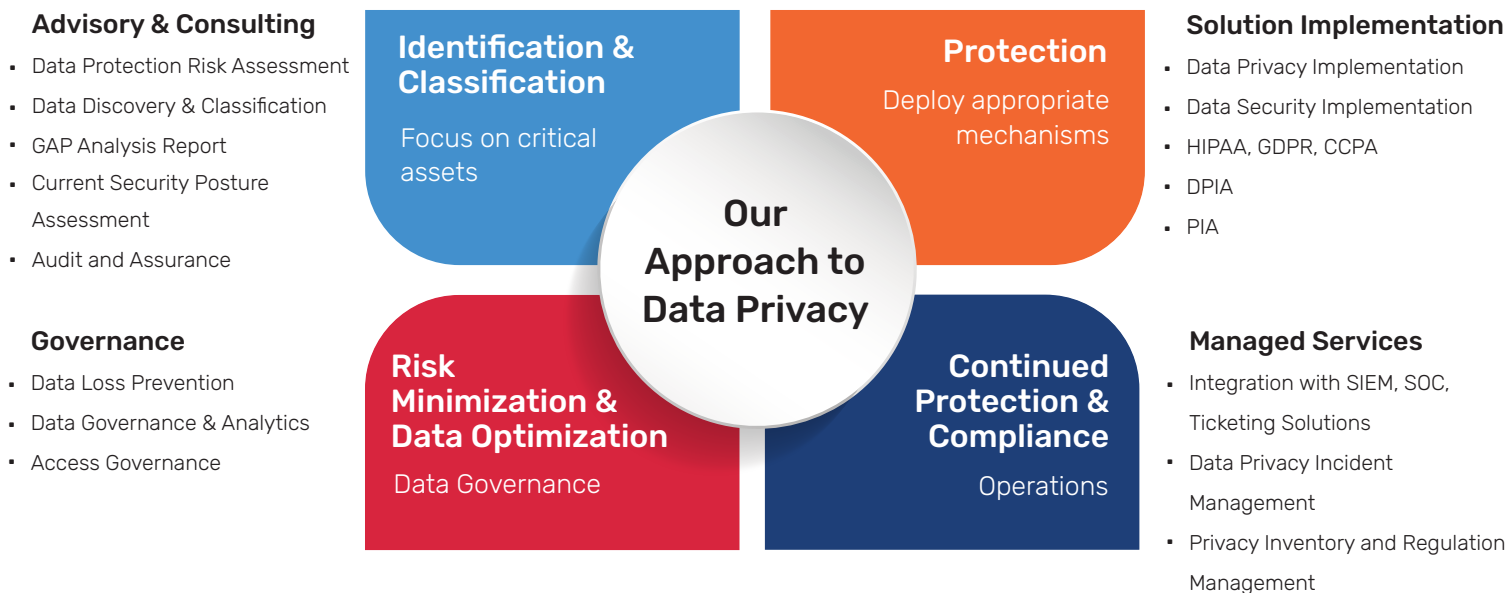 Advisory & Consulting
▪ Data Protection Risk Assessment
▪ Data Discovery & Classification
▪ GAP Analysis Report
▪ Current Security Posture
Assessment
▪ Audit and Assurance
Identification &
Classification
Focus on critical
assets
Protection
Deploy appropriate
mechanisms
Solution Implementation
▪ Data Privacy Implementation
▪ Data Security Implementation
▪ HIPAA, GDPR, CCPA
▪ DPIA
▪ PIA
Our
Approach to
Data Privacy
Governance
▪ Data Loss Prevention
▪ Data Governance & Analytics
▪ Access Governance
Risk
Minimization &
Data Optimization
Data Governance
Continued
Protection &
Compliance
Operations
Managed Services
▪ Integration with SIEM, SOC,
Ticketing Solutions
▪ Data Privacy Incident
Management
▪ Privacy Inventory and Regulation
Management